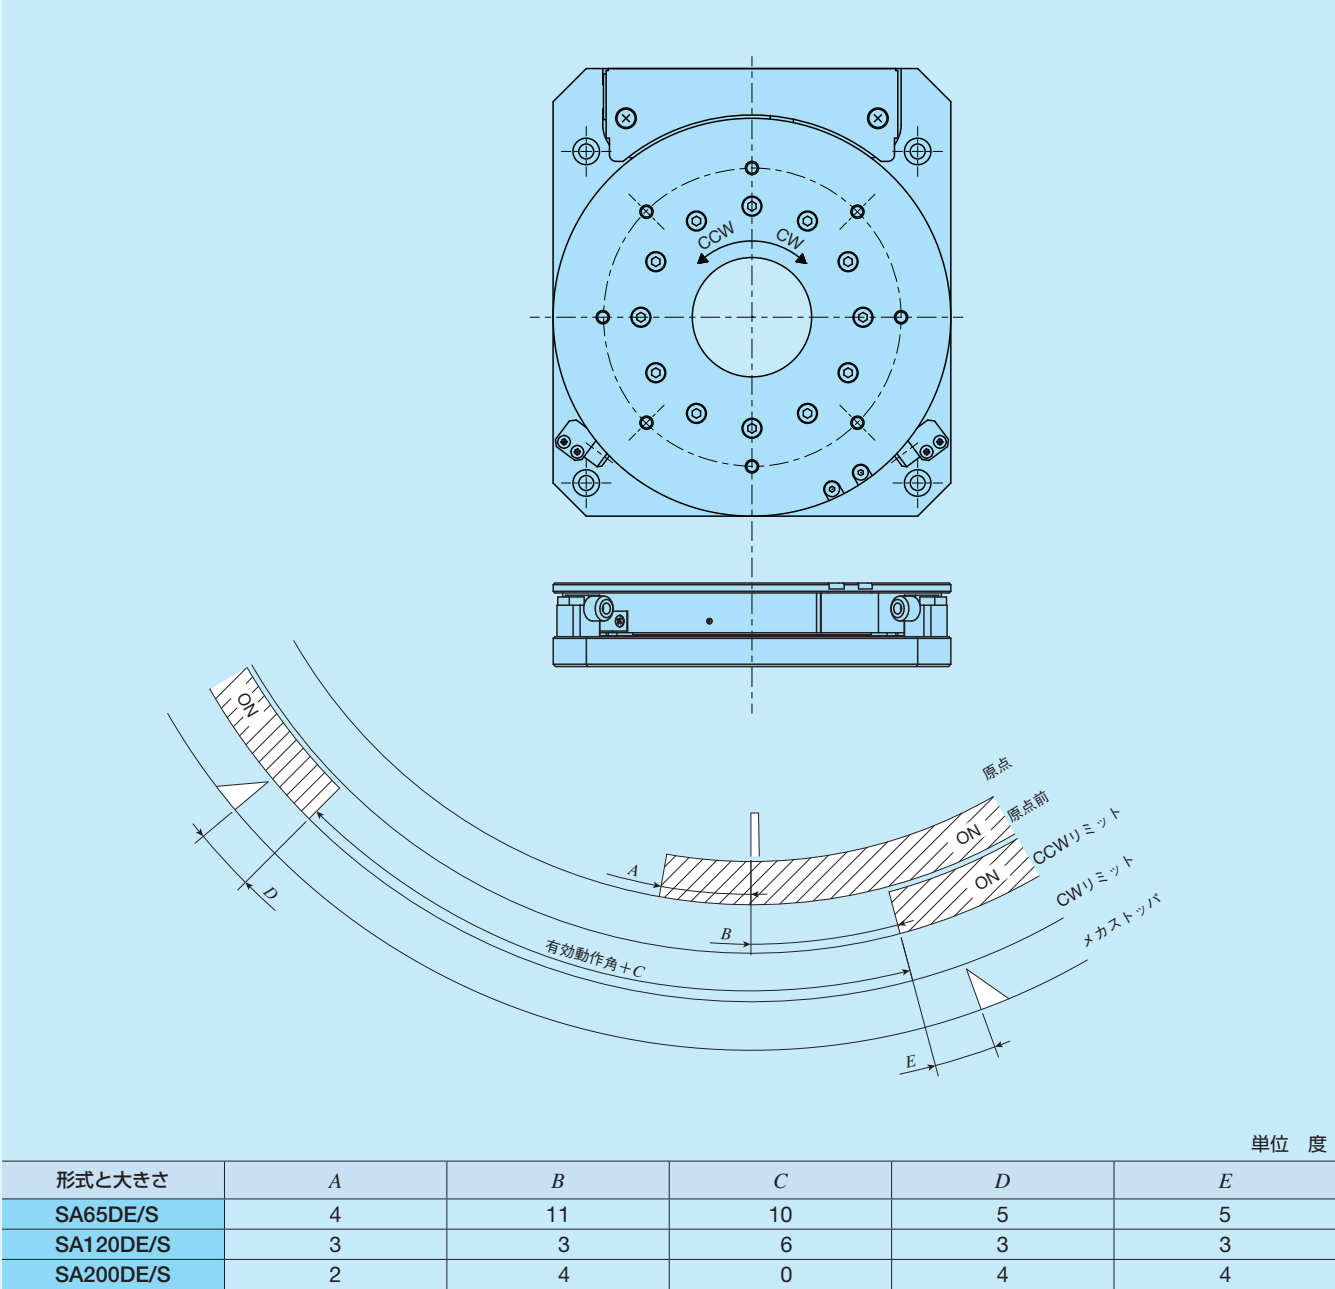 CCW
CW
原点
原点前
CCWリミット
CWリミット
メカストッパ
ON
ON
ON
A
B
有効動作角＋C
D
E
単位　度
形式と大きさ A B C D E
SA65DE/S 4 11 10 5 5
SA120DE/S 3 3 6 3 3
SA200DE/S 2 4 0 4 4